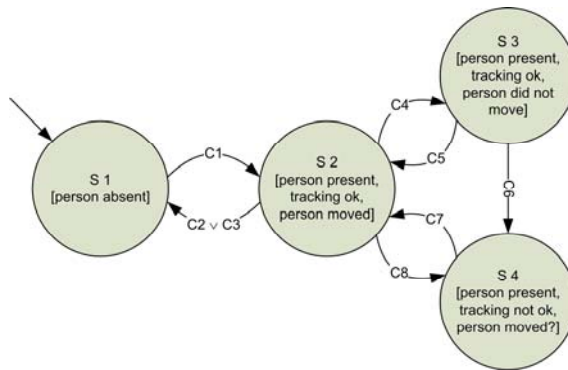 S 1
[person absent]
C1
C2 ∨ C3
S 2
[person present,
tracking ok,
person moved]
C4
C5
S 3
[person present,
tracking ok,
person did not
move]
C6
C7
C8
S 4
[person present,
tracking not ok,
person moved?]